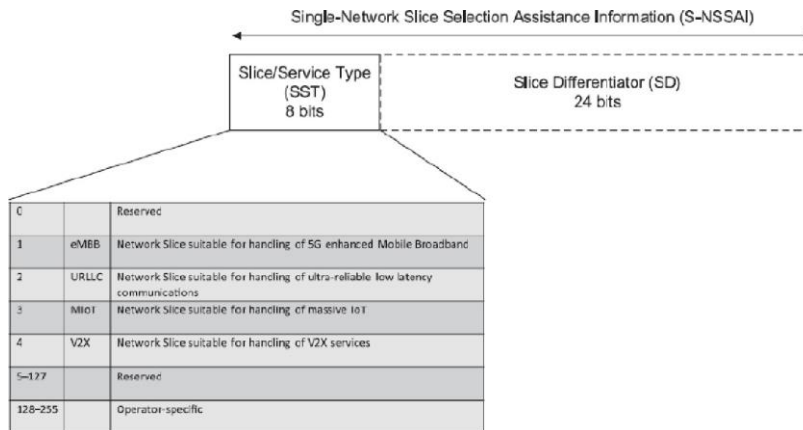 Single-Network Slice Selection Assistance Information (S-NSSAI)
Slice/Service Type
(SST)
8 bits
Slice Differentiator (SD)
24 bits
0 Reserved
1 eMBB Network Slice suitable for handling of 5G enhanced Mobile Broadband
2 URLLC Network Slice suitable for handling of ultra-reliable low latency
communications
3 MIoT Network Slice suitable for handling of massive IoT
4 V2X Network Slice suitable for handling of V2X services
5–127 Reserved
128–255 Operator-specific